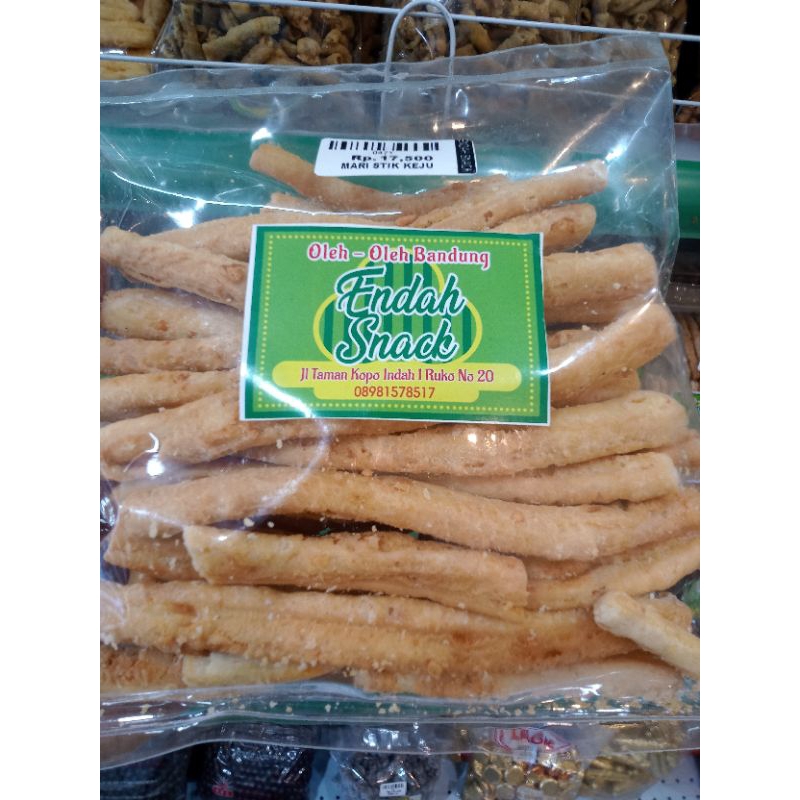 Rp. 17,500
MARI STIK KEJU
Oleh - Oleh Bandung
Endah
Snack
Jl Taman Kopo Indah I Ruko No 20
08981578517